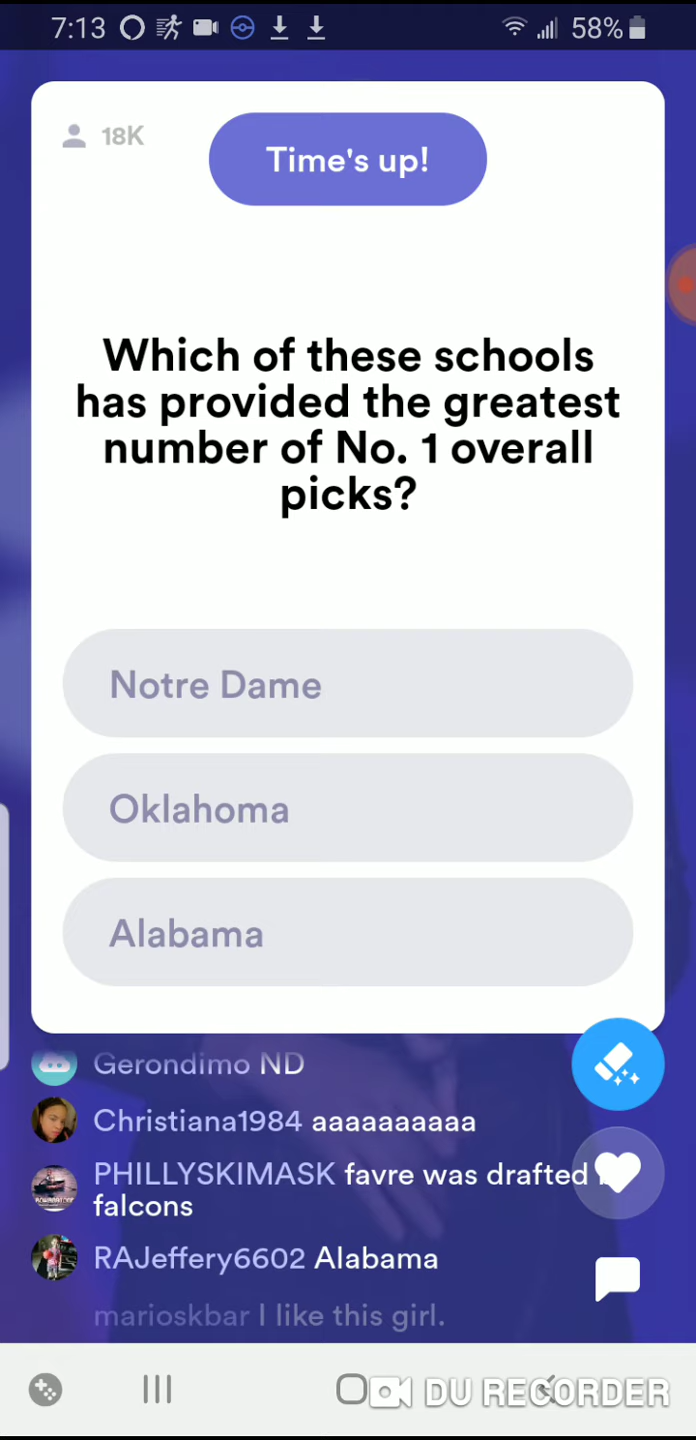 7:13 58%
18K
Time's up!
Which of these schools
has provided the greatest
number of No. 1 overall
picks?
Notre Dame
Oklahoma
Alabama
Gerondimo ND
Christiana1984 aaaaaaaaaa
PHILLYSKIMASK favre was drafted
falcons
RAJeffery6602 Alabama
marioskbar I like this girl.
DU RECORDER